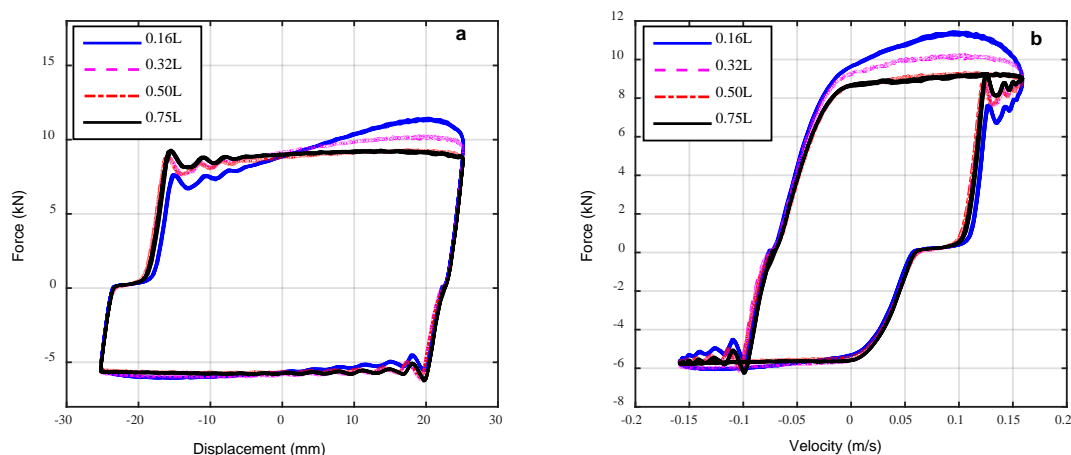 a
0.16L
0.32L
0.50L
0.75L
15
10
5
0
-5
-30 -20 -10 0 10 20 30
Force (kN)
Displacement (mm)
b
0.16L
0.32L
0.50L
0.75L
12
10
8
6
4
2
0
-2
-4
-6
-8
-0.2 -0.15 -0.1 -0.05 0 0.05 0.1 0.15 0.2
Force (kN)
Velocity (m/s)